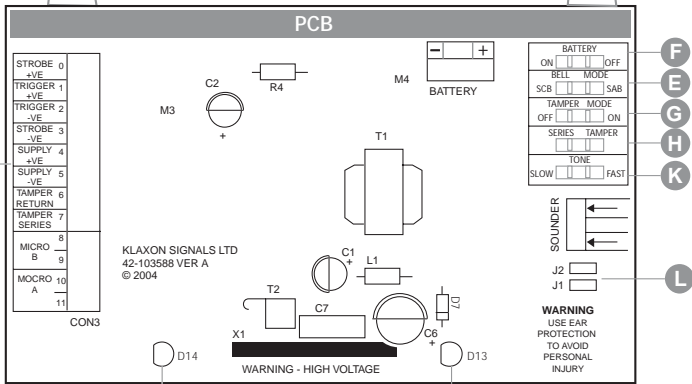 PCB
STROBE 0
+VE
TRIGGER 1
+VE
TRIGGER 2
-VE
STROBE 3
-VE
SUPPLY 4
+VE
SUPPLY 5
-VE
TAMPER 6
RETURN
TAMPER 7
SERIES
8
MICRO
B 9
MOCRO 10
A
11
CON3
C2
+
M3
R4
M4
- +
BATTERY
T1
KLAXON SIGNALS LTD
42-103588 VER A
© 2004
C1
+
L1
T2
C7
X1
C6
+
D7
D14
D13
WARNING - HIGH VOLTAGE
BATTERY
ON OFF
F
BELL MODE
SCB SAB
E
TAMPER MODE
OFF ON
G
SERIES TAMPER
H
TONE
SLOW FAST
K
SOUNDER
J2
J1
L
WARNING
USE EAR
PROTECTION
TO AVOID
PERSONAL
INJURY